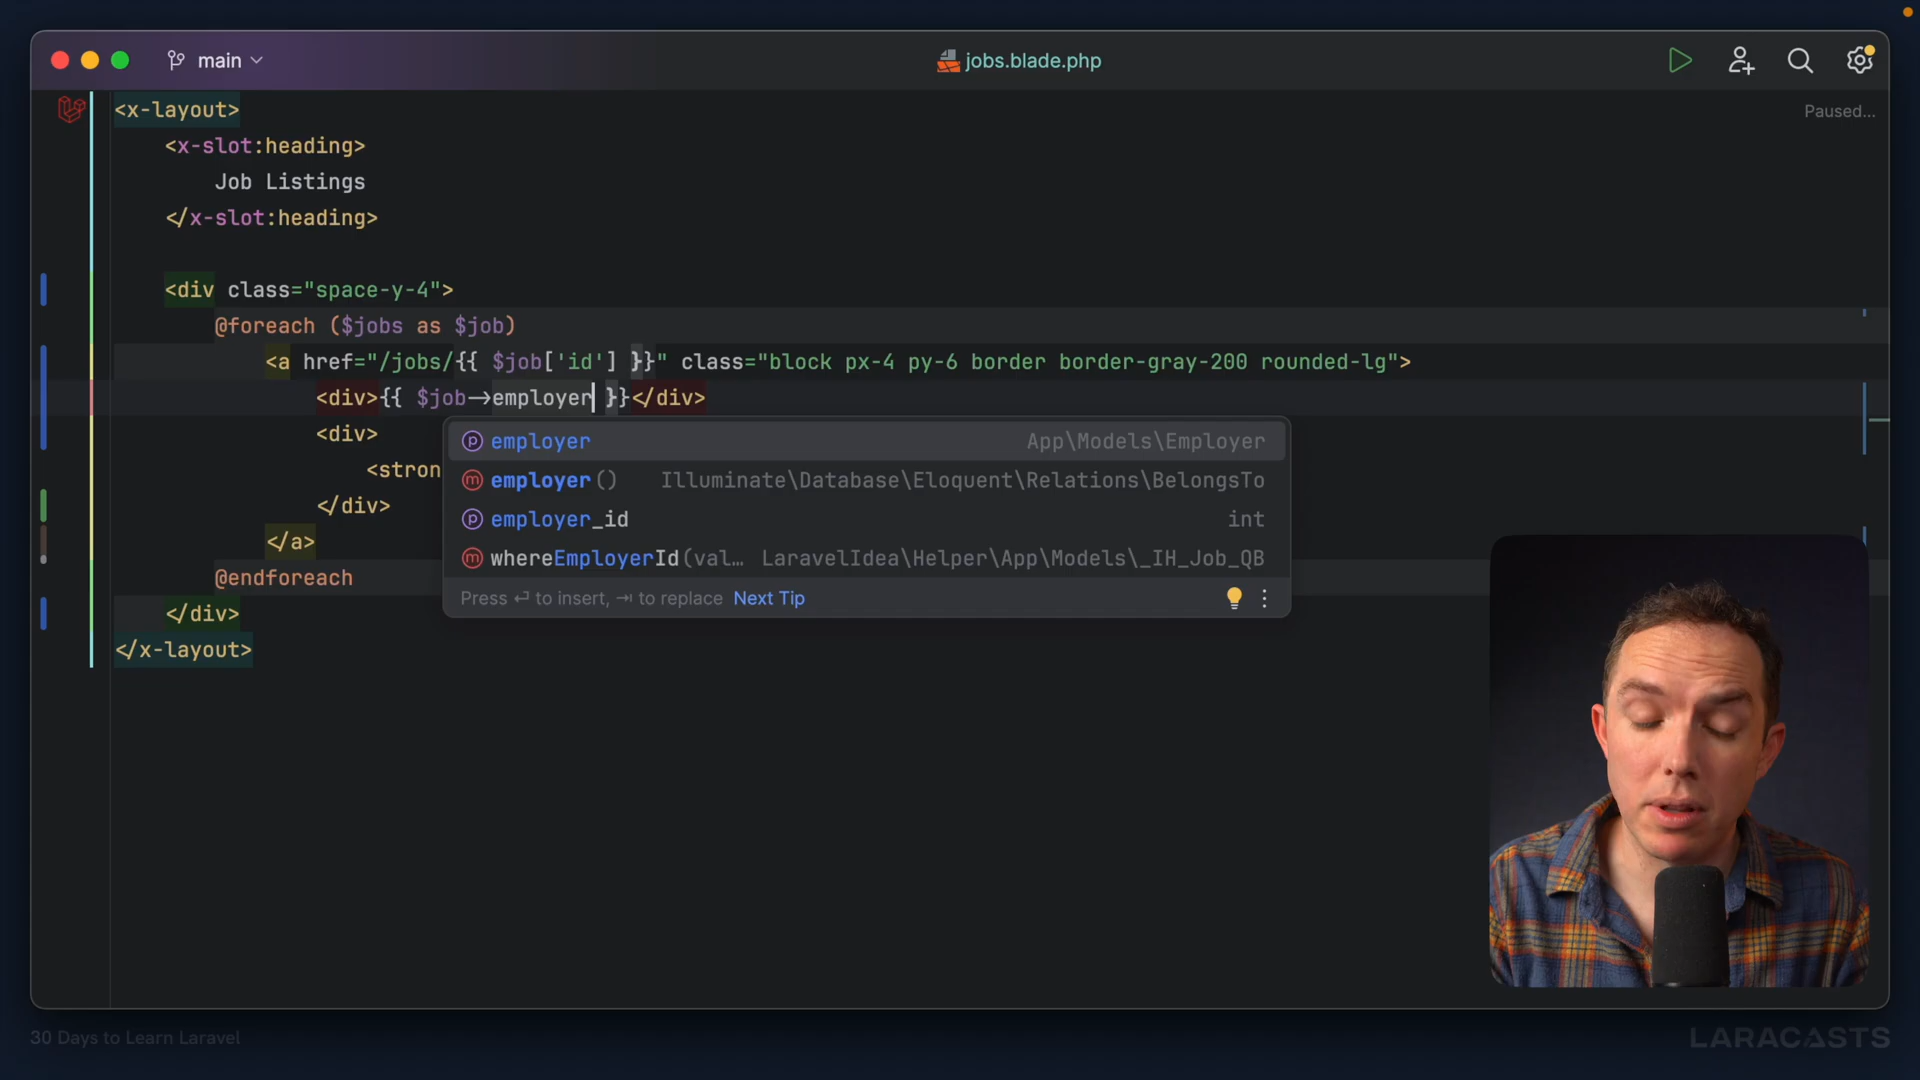 main
jobs.blade.php
Paused...
<x-layout>
<x-slot:heading>
Job Listings
</x-slot:heading>
<div class="space-y-4">
@foreach ($jobs as $job)
<a href="/jobs/{{ $job['id'] }}" class="block px-4 py-6 border border-gray-200 rounded-lg">
<div>{{ $job->employer }}</div>
<div>
<stron
</div>
</a>
@endforeach
</div>
</x-layout>
p employer App\Models\Employer
m employer() Illuminate\Database\Eloquent\Relations\BelongsTo
p employer_id int
m whereEmployerId(val… LaravelIdea\Helper\App\Models\_IH_Job_QB
Press ⏎ to insert, ⇥ to replace Next Tip
30 Days to Learn Laravel
LARACASTS